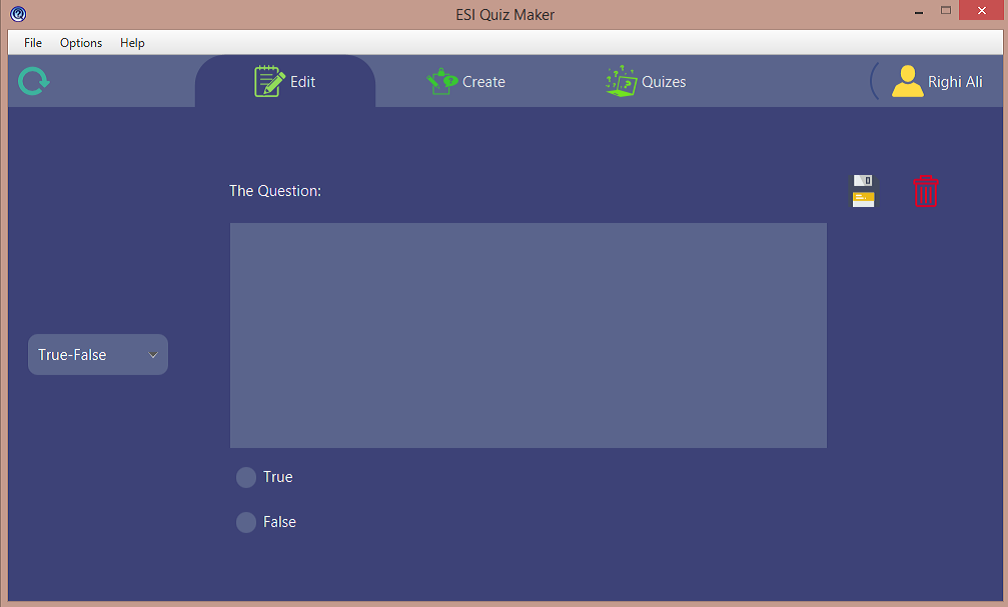 ESI Quiz Maker
File Options Help
Edit Create Quizes Righi Ali
The Question:
True-False
True
False